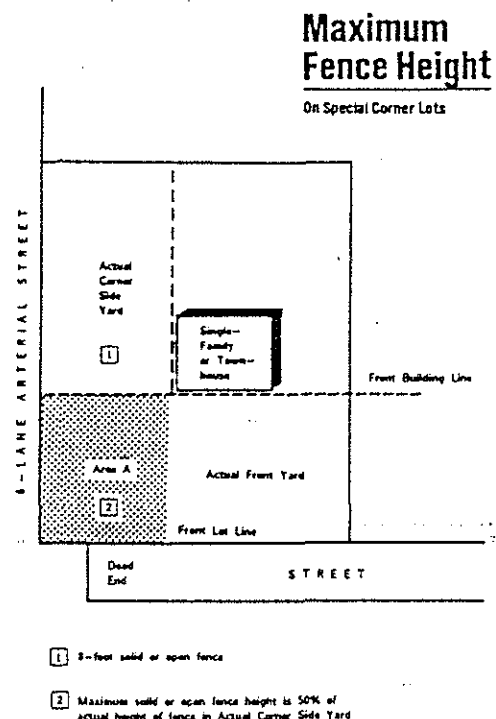 Maximum
Fence Height
On Special Corner Lots
6-LANE ARTERIAL STREET
Actual
Corner
Side
Yard
1
Single-
Family
or Town-
house
Front Building Line
Area A
2
Actual Front Yard
Front Lot Line
Dead
End
STREET
1 8-foot solid or open fence
2 Maximum solid or open fence height is 50% of
actual height of fence in Actual Corner Side Yard